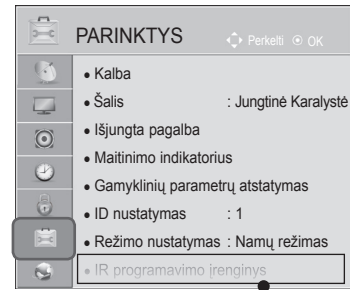 PARINKTYS Perkelti OK
• Kalba
• Šalis : Jungtinė Karalystė
• Išjungta pagalba
• Maitinimo indikatorius
• Gamyklinių parametrų atstatymas
• ID nustatymas : 1
• Režimo nustatymas : Namų režimas
• IR programavimo įrenginys